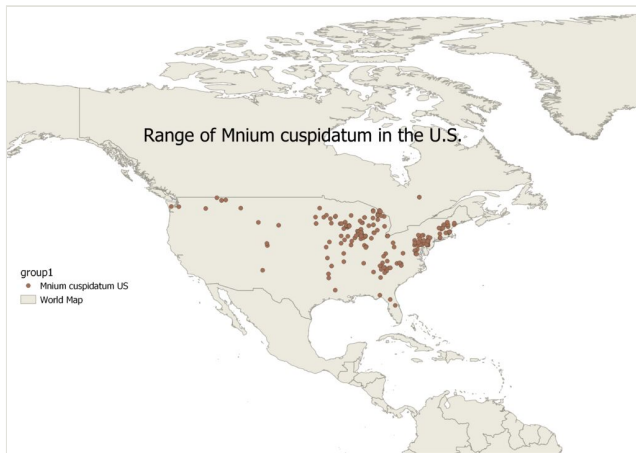 Range of Mnium cuspidatum in the U.S.
group1
Mnium cuspidatum US
World Map